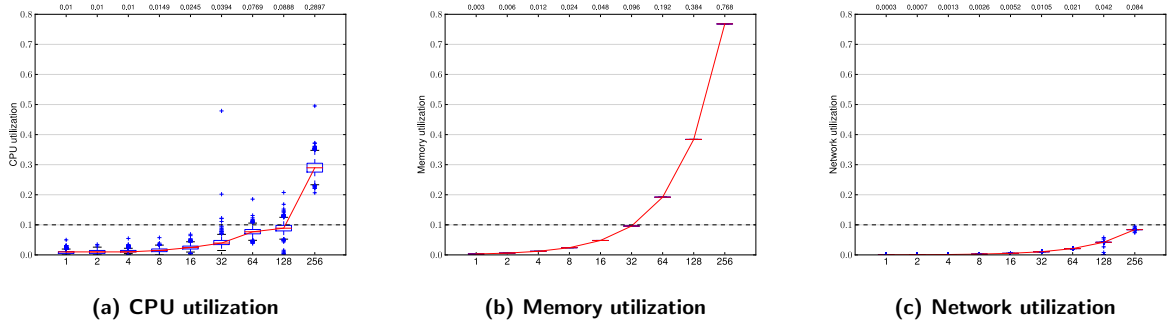 0.01 0.01 0.01 0.0149 0.0245 0.0394 0.0769 0.0888 0.2897
0.8
0.7
0.6
0.5
0.4
0.3
0.2
0.1
0.0
CPU utilization
1 2 4 8 16 32 64 128 256
(a) CPU utilization
0.003 0.006 0.012 0.024 0.048 0.096 0.192 0.384 0.768
0.8
0.7
0.6
0.5
0.4
0.3
0.2
0.1
0.0
Memory utilization
1 2 4 8 16 32 64 128 256
(b) Memory utilization
0.0003 0.0007 0.0013 0.0026 0.0052 0.0105 0.021 0.042 0.084
0.8
0.7
0.6
0.5
0.4
0.3
0.2
0.1
0.0
Network utilization
1 2 4 8 16 32 64 128 256
(c) Network utilization